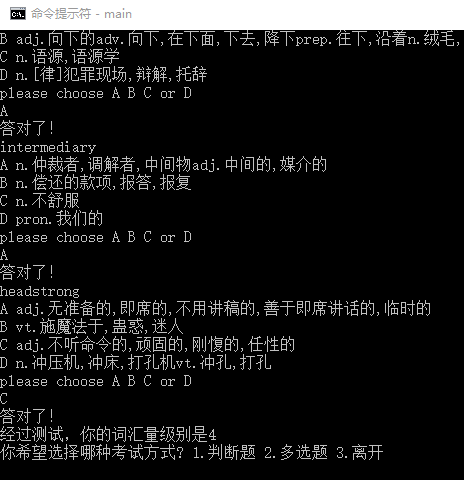 命令提示符 - main
B adj.向下的adv.向下,在下面,下去,降下prep.往下,沿着n.绒毛,
C n.语源,语源学
D n.[律]犯罪现场,辩解,托辞
please choose A B C or D
A
答对了!
intermediary
A n.仲裁者,调解者,中间物adj.中间的,媒介的
B n.偿还的款项,报答,报复
C n.不舒服
D pron.我们的
please choose A B C or D
A
答对了!
headstrong
A adj.无准备的,即席的,不用讲稿的,善于即席讲话的,临时的
B vt.施魔法于,蛊惑,迷人
C adj.不听命令的,顽固的,刚愎的,任性的
D n.冲压机,冲床,打孔机vt.冲孔,打孔
please choose A B C or D
C
答对了!
经过测试，你的词汇量级别是4
你希望选择哪种考试方式? 1.判断题 2.多选题 3.离开